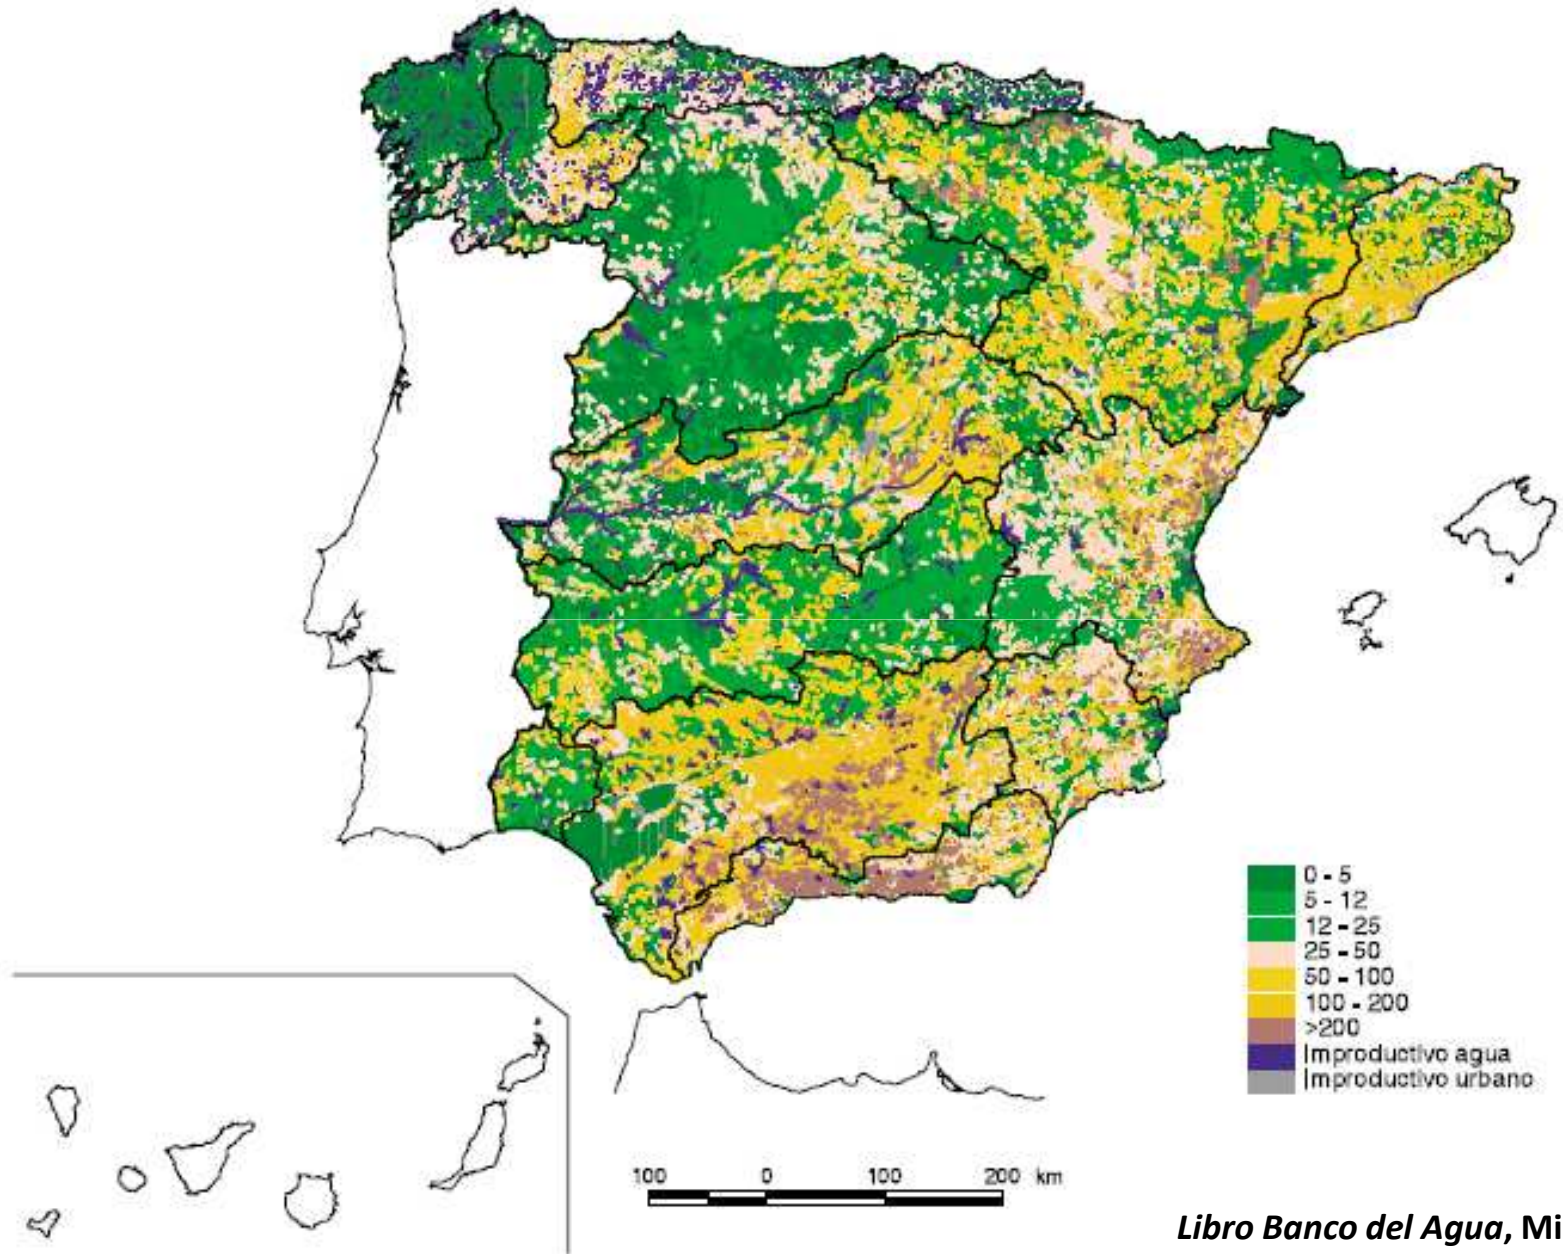 0 - 5
5 - 12
12 - 25
25 - 50
50 - 100
100 - 200
>200
Improductivo agua
Improductivo urbano
100 0 100 200 km
Libro Banco del Agua, Mi